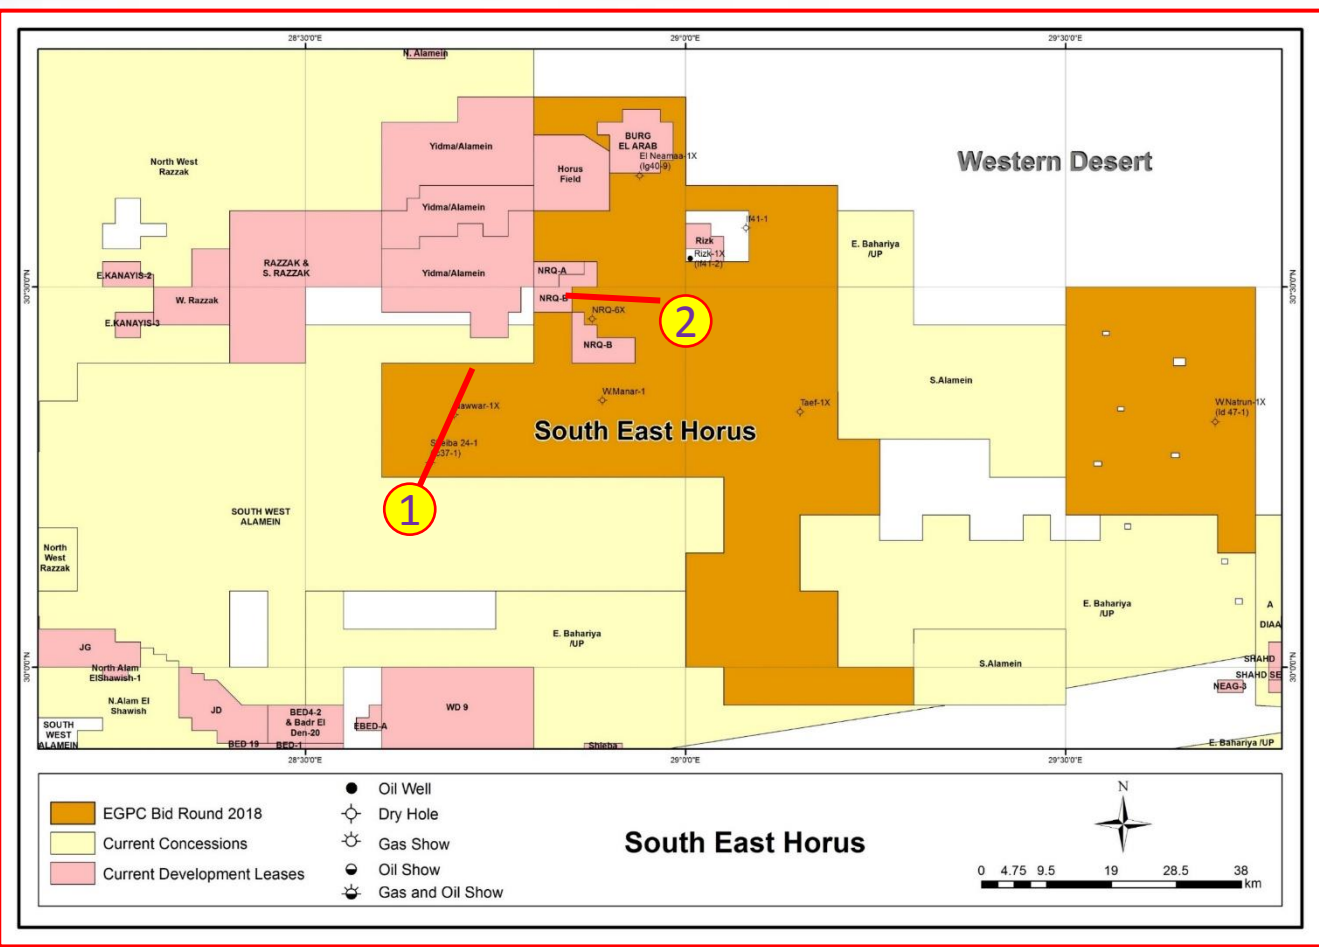 28°30'0"E
29°0'0"E
29°30'0"E
N. Alamein
BURG
EL ARAB
El Neamaa-1X
(Ig40-9)
Yidma/Alamein
Western Desert
North West
Razzak
Horus
Field
Yidma/Alamein
If41-1
Rizk
Rizk-1X
(If41-2)
E. Bahariya
/UP
RAZZAK &
S. RAZZAK
Yidma/Alamein
NRQ-A
E.KANAYIS-2
30°30'0"N
30°30'0"N
W. Razzak
NRQ-B
2
NRQ-6X
E.KANAYIS-3
NRQ-B
S.Alamein
W.Manar-1
Taef-1X
W.Natrun-1X
(Id 47-1)
South East Horus
24-1
1
SOUTH WEST
ALAMEIN
North
West
Razzak
E. Bahariya
/UP
A
DIAA
E. Bahariya
/UP
JG
North Alam
ElShawish-1
S.Alamein
SHAHD
SHAHD SE
NEAG-3
30°0'0"N
30°0'0"N
N.Alam El
Shawish
JD
BED4-2
& Badr El
Den-20
EBED-A
WD 9
SOUTH
WEST
ALAMEIN
BED 19
BED-1
Sheiba
E. Bahariya /UP
28°30'0"E
29°0'0"E
29°30'0"E
EGPC Bid Round 2018
Current Concessions
Current Development Leases
Oil Well
Dry Hole
Gas Show
Oil Show
Gas and Oil Show
South East Horus
N
0 4.75 9.5 19 28.5 38
km